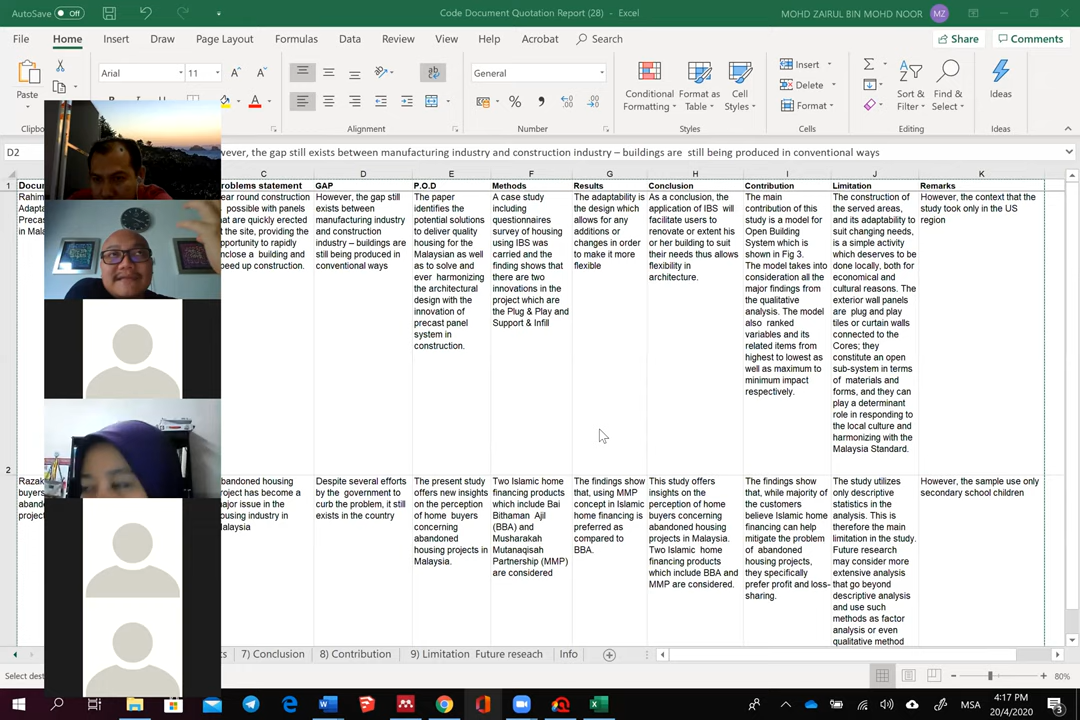 AutoSave Off
Code Document Quotation Report (28) - Excel
MOHD ZAIRUL BIN MOHD NOOR MZ
File Home Insert Draw Page Layout Formulas Data Review View Help Acrobat Search
Share Comments
Paste
Arial 11
General
Conditional
Formatting
Format as
Table
Cell
Styles
Insert
Delete
Format
Sort &
Filter
Find &
Select
Ideas
Alignment Number Styles Cells Editing Ideas
D2
the gap still exists between manufacturing industry and construction industry – buildings are still being produced in conventional ways
C D E F G H I J K
1
GAP P.O.D Methods Results Conclusion Contribution Limitation Remarks
statement
2
round construction
possible with panels
are quickly erected
the site, providing the
to rapidly
building and
construction.
However, the gap still
exists between
manufacturing industry
and construction
industry – buildings are
still being produced in
conventional ways
The paper
identifies the
potential solutions
to deliver quality
housing for the
Malaysian as well
as to solve and
ever harmonizing
the architectural
design with the
innovation of
precast panel
system in
construction.
A case study
including
questionnaires
survey of housing
using IBS was
carried and the
finding shows that
there are two
innovations in the
project which are
the Plug & Play and
Support & Infill
The adaptability is
the design which
allows for any
additions or
changes in order
to make it more
flexible
As a conclusion, the
application of IBS will
facilitate users to
renovate or extent his
or her building to suit
their needs thus allows
flexibility in
architecture.
The main
contribution of this
study is a model for
Open Building
System which is
shown in Fig 3.
The model takes into
consideration all the
major findings from
the qualitative
analysis. The model
also ranked
variables and its
related items from
highest to lowest as
well as maximum to
minimum impact
respectively.
The construction of
the served areas,
and its adaptability to
suit changing needs,
is a simple activity
which deserves to be
done locally, both for
economical and
cultural reasons. The
exterior wall panels
are plug and play
tiles or curtain walls
connected to the
Cores; they
constitute an open
sub-system in terms
of materials and
forms, and they can
play a determinant
role in responding to
the local culture and
harmonizing with the
Malaysia Standard.
However, the context that the
study took only in the US
region
housing
project has become a
issue in the
housing industry in
Malaysia
Despite several efforts
by the government to
curb the problem, it still
exists in the country
The present study
offers new insights
on the perception
of home buyers
concerning
abandoned
housing projects in
Malaysia.
Two Islamic home
financing products
which include Bai
Bithaman Ajil
(BBA) and
Musharakah
Mutanaqisah
Partnership (MMP)
are considered
The findings show
that, using MMP
concept in Islamic
home financing is
preferred as
compared to
BBA.
This study offers
insights on the
perception of home
buyers concerning
abandoned housing
projects in Malaysia.
Two Islamic home
financing products
which include BBA and
MMP are considered.
The findings show
that, while majority of
the customers
believe Islamic home
financing can help
mitigate the problem
of abandoned
housing projects,
they specifically
prefer profit and loss-
sharing.
The study utilizes
only descriptive
statistics in the
analysis. This is
therefore the main
limitation in the study.
Future research
may consider more
extensive analysis
that go beyond
descriptive analysis
and use such
methods as factor
analysis or even
qualitative method
However, the sample use only
secondary school children
7) Conclusion 8) Contribution 9) Limitation Future reseach Info
80%
MSA
4:17 PM
20/4/2020
3